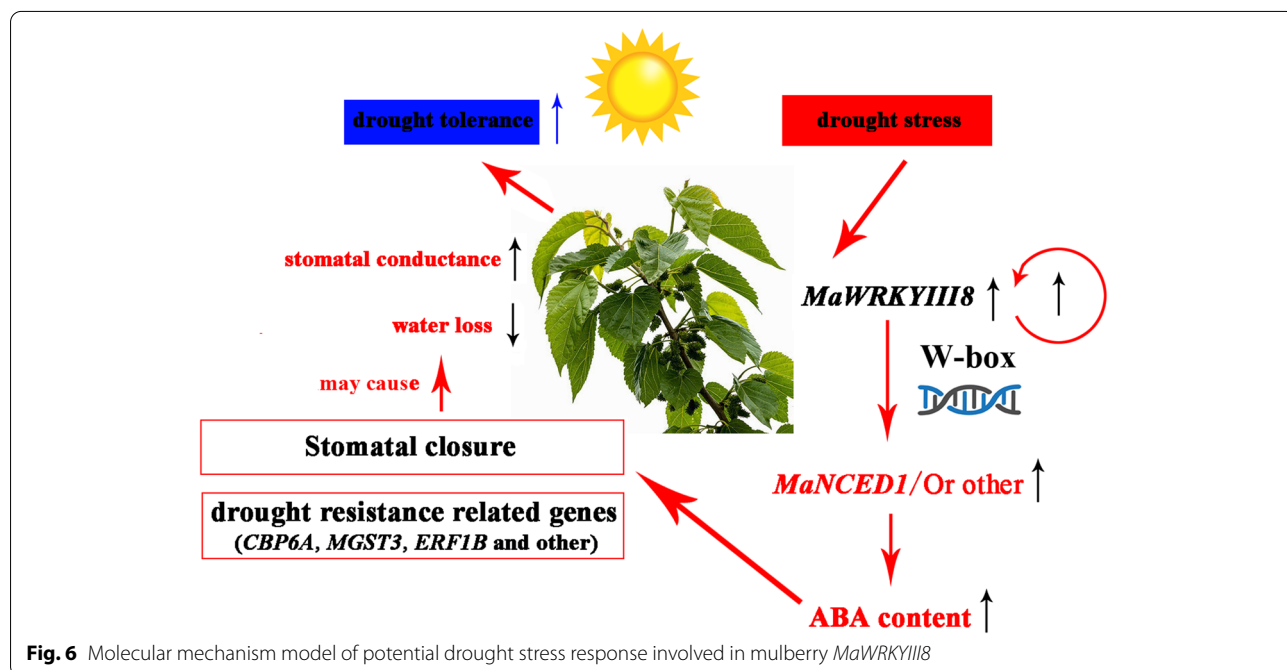 drought tolerance ↑
drought stress
stomatal conductance ↑
water loss ↓
may cause
MaWRKYIII8 ↑ ↑
W-box
Stomatal closure
drought resistance related genes
(CBP6A, MGST3, ERF1B and other)
MaNCED1/Or other ↑
ABA content ↑
Fig. 6 Molecular mechanism model of potential drought stress response involved in mulberry MaWRKYIII8